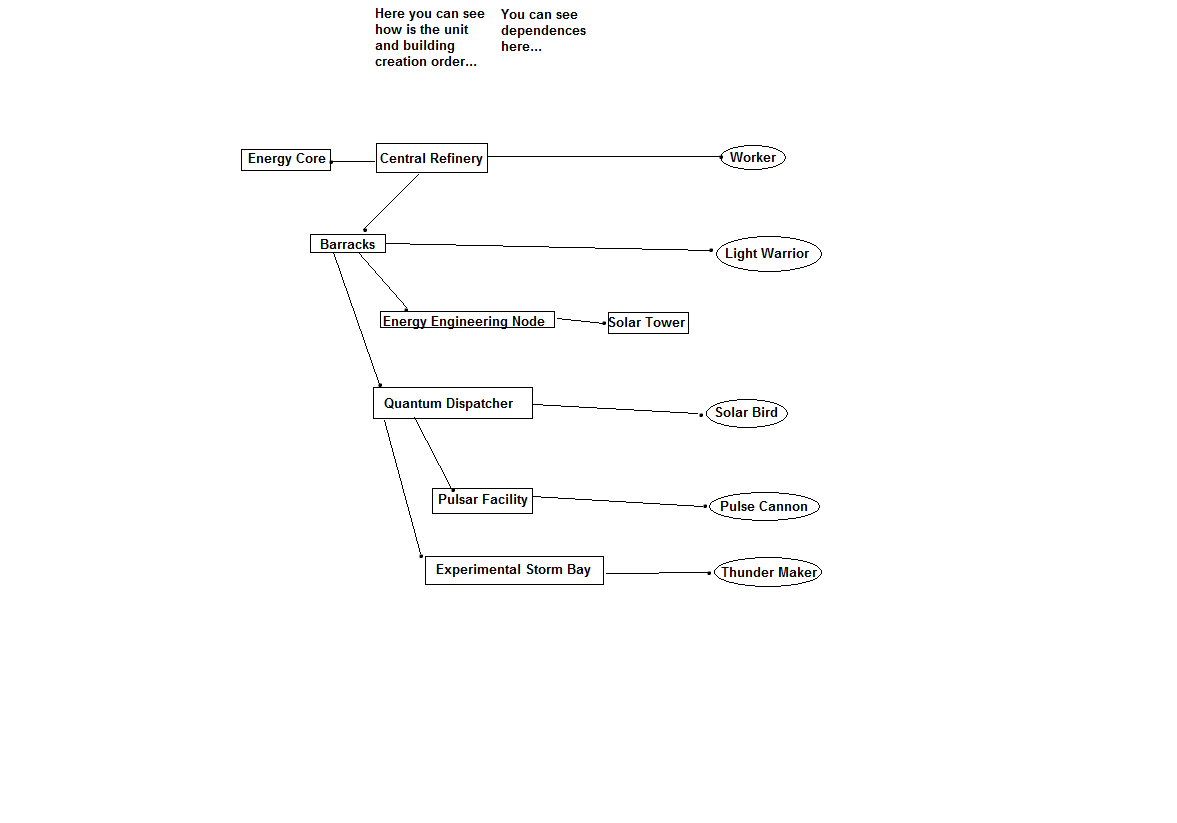 Here you can see
how is the unit
and building
creation order...
You can see
dependences
here...
Energy Core
Central Refinery
Worker
Barracks
Light Warrior
Energy Engineering Node
Solar Tower
Quantum Dispatcher
Solar Bird
Pulsar Facility
Pulse Cannon
Experimental Storm Bay
Thunder Maker